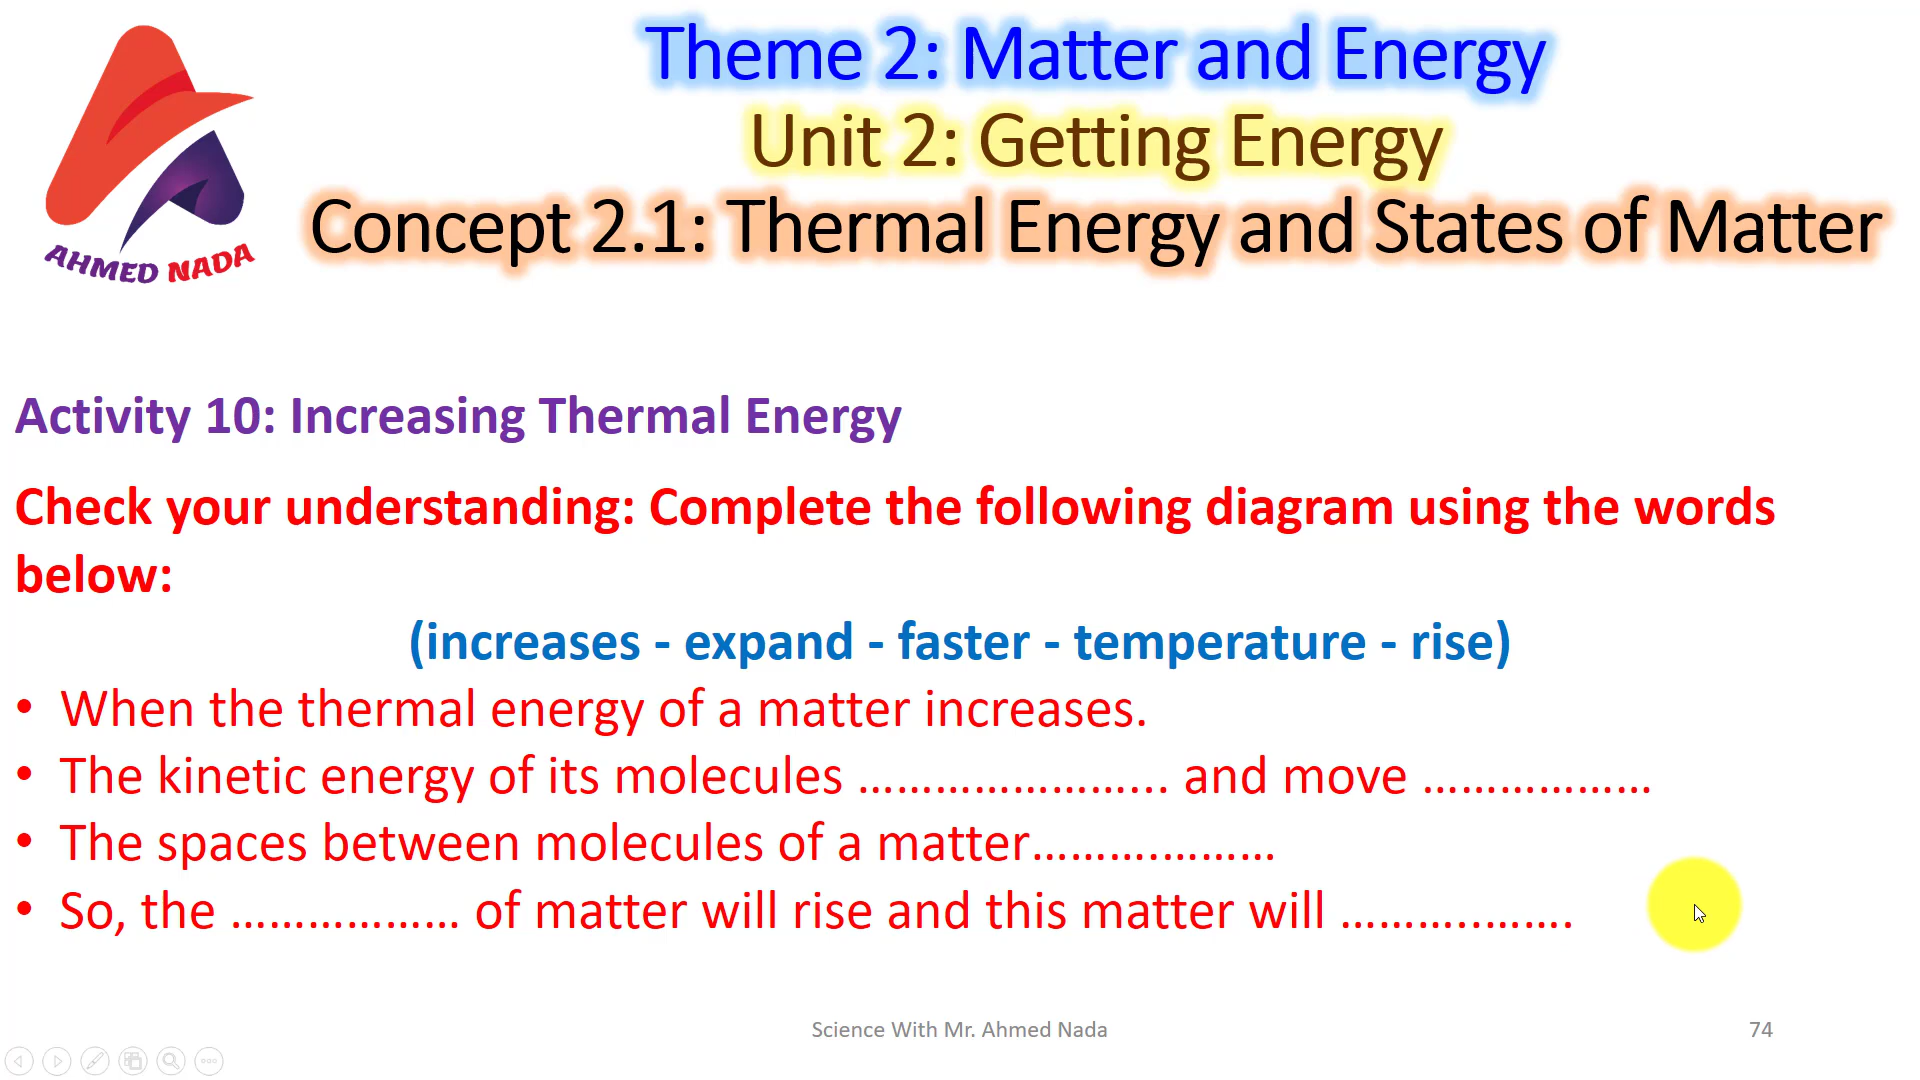 Theme 2: Matter and Energy
Unit 2: Getting Energy
Concept 2.1: Thermal Energy and States of Matter
AHMED NADA
Activity 10: Increasing Thermal Energy
Check your understanding: Complete the following diagram using the words
below:
(increases - expand - faster - temperature - rise)
• When the thermal energy of a matter increases.
• The kinetic energy of its molecules …………………... and move ………………
• The spaces between molecules of a matter……….………
• So, the ……………… of matter will rise and this matter will ………..…….
Science With Mr. Ahmed Nada
74